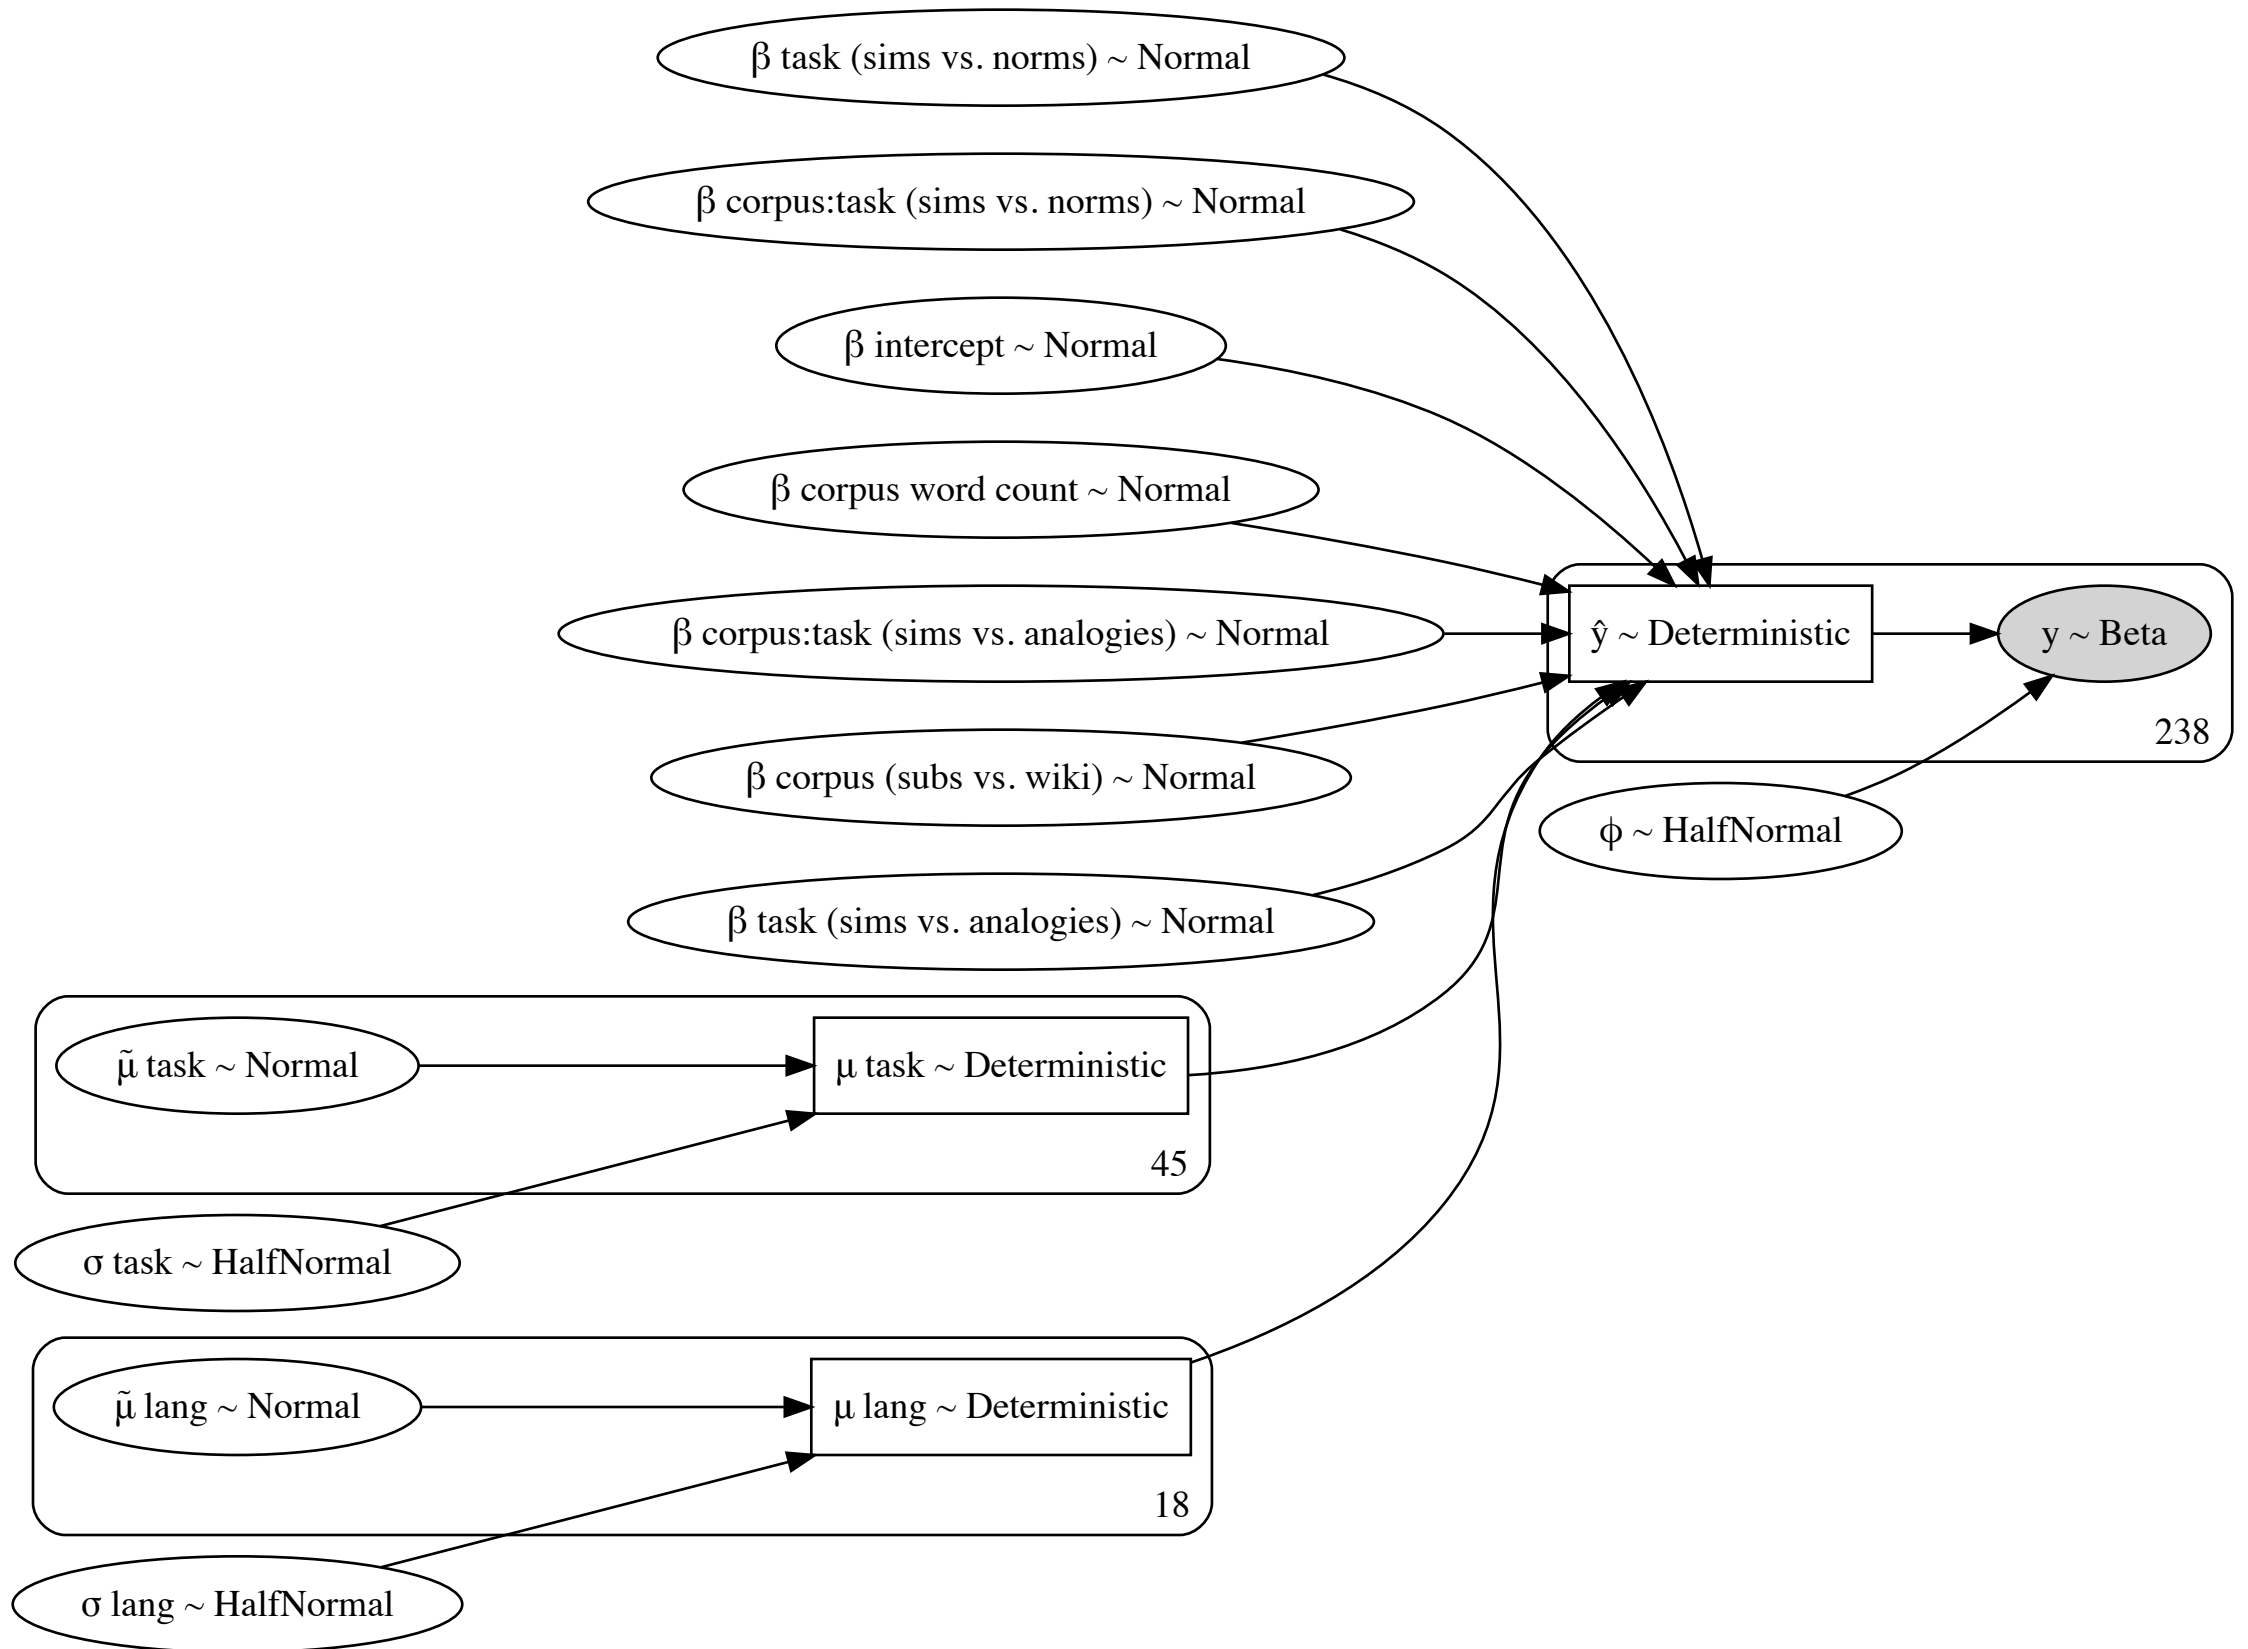 β task (sims vs. norms) ~ Normal
β corpus:task (sims vs. norms) ~ Normal
β intercept ~ Normal
β corpus word count ~ Normal
β corpus:task (sims vs. analogies) ~ Normal
ŷ ~ Deterministic
y ~ Beta
238
β corpus (subs vs. wiki) ~ Normal
ϕ ~ HalfNormal
β task (sims vs. analogies) ~ Normal
μ̃ task ~ Normal
μ task ~ Deterministic
45
σ task ~ HalfNormal
μ̃ lang ~ Normal
μ lang ~ Deterministic
18
σ lang ~ HalfNormal